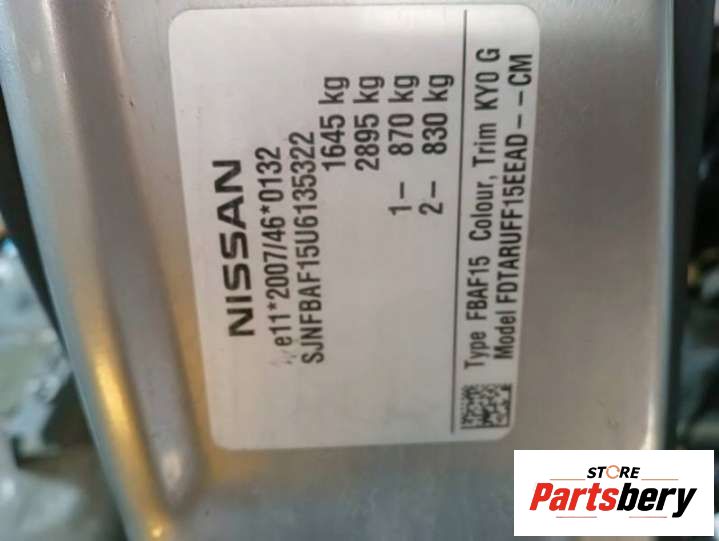 NISSAN
e11*2007/46*0132
SJNFBAF15U6135322
1645 kg
2895 kg
1- 870 kg
2- 830 kg
Type FBAF15 Colour, Trim KY0 G
Model FDTARUFF15EEAD--CM
STORE
Partsbery